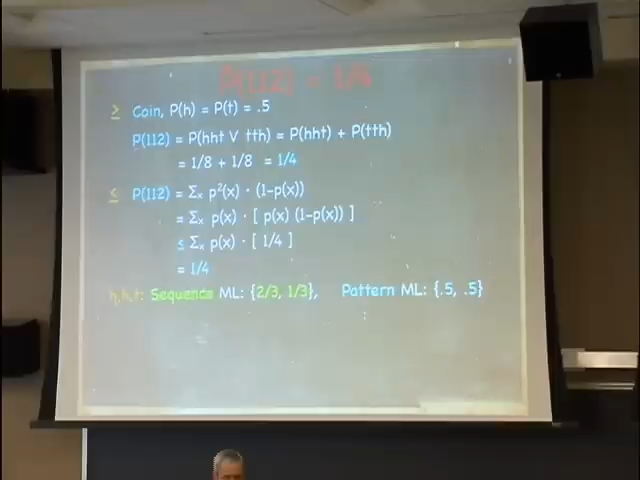 P(112) = 1/4
≥ Coin, P(h) = P(t) = .5
P(112) = P(hht V tth) = P(hht) + P(tth)
= 1/8 + 1/8 = 1/4
≤ P(112) = Σₓ p²(x) · (1-p(x))
= Σₓ p(x) · [ p(x) (1-p(x)) ]
≤ Σₓ p(x) · [ 1/4 ]
= 1/4
h,h,t: Sequence ML: {2/3, 1/3}, Pattern ML: {.5, .5}